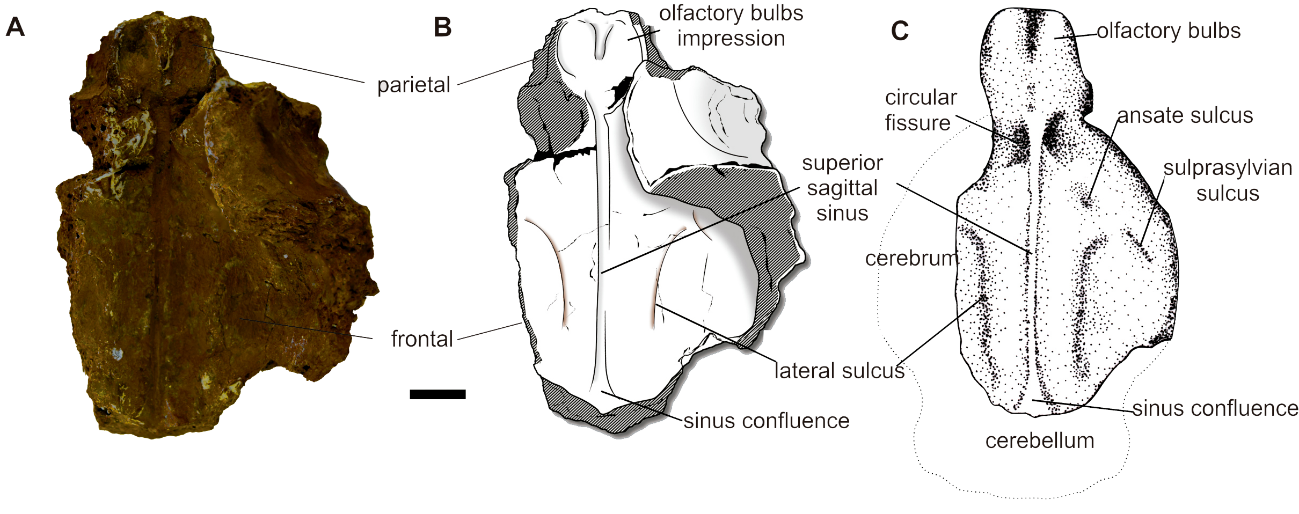 A
B
C
olfactory bulbs
impression
parietal
olfactory bulbs
circular
fissure
ansate sulcus
sulprasylvian
sulcus
superior
sagittal
sinus
cerebrum
frontal
lateral sulcus
sinus confluence
sinus confluence
cerebellum